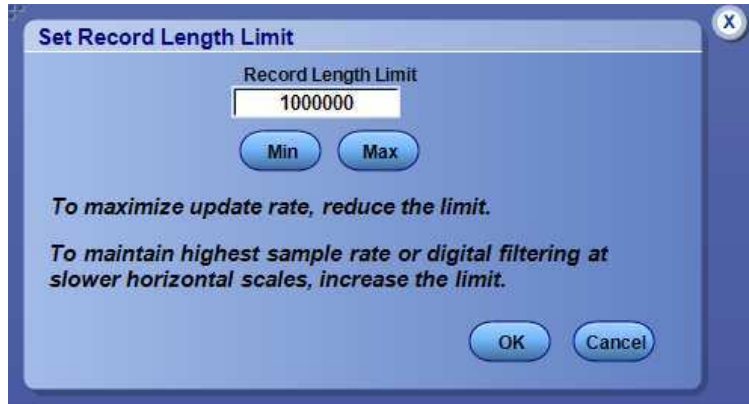 X
Set Record Length Limit
Record Length Limit
1000000
Min Max
To maximize update rate, reduce the limit.
To maintain highest sample rate or digital filtering at
slower horizontal scales, increase the limit.
OK Cancel